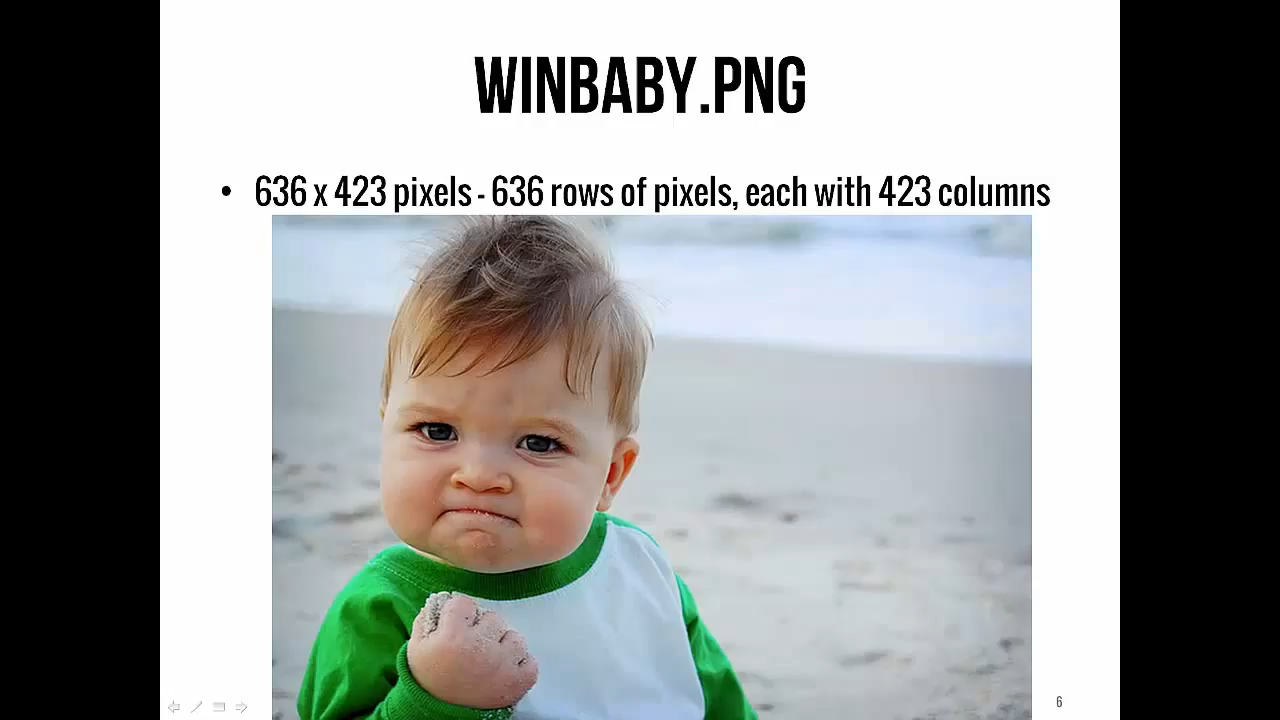 WINBABY.PNG
• 636 x 423 pixels - 636 rows of pixels, each with 423 columns
6